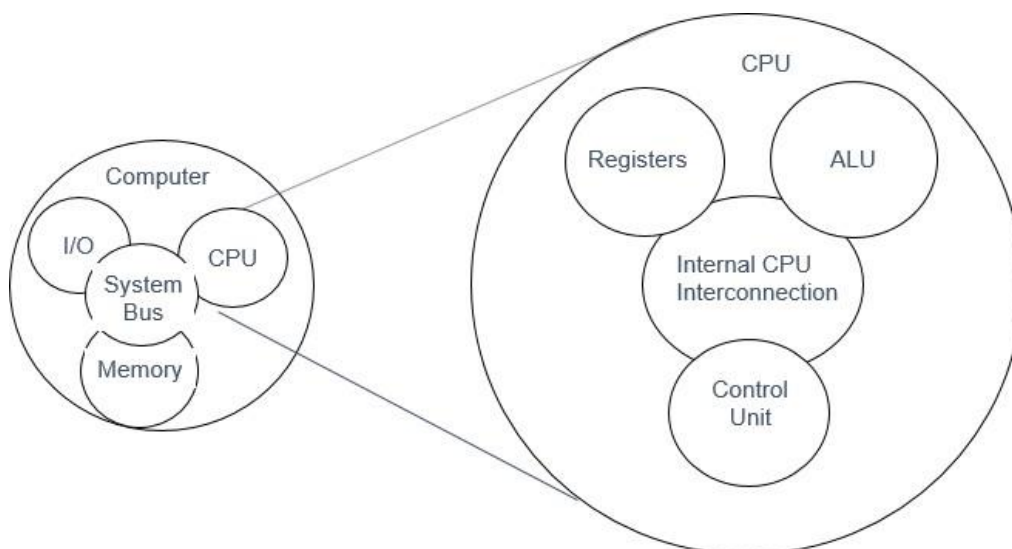 CPU
Registers
ALU
Computer
I/O
CPU
System
Bus
Internal CPU
Interconnection
Memory
Control
Unit